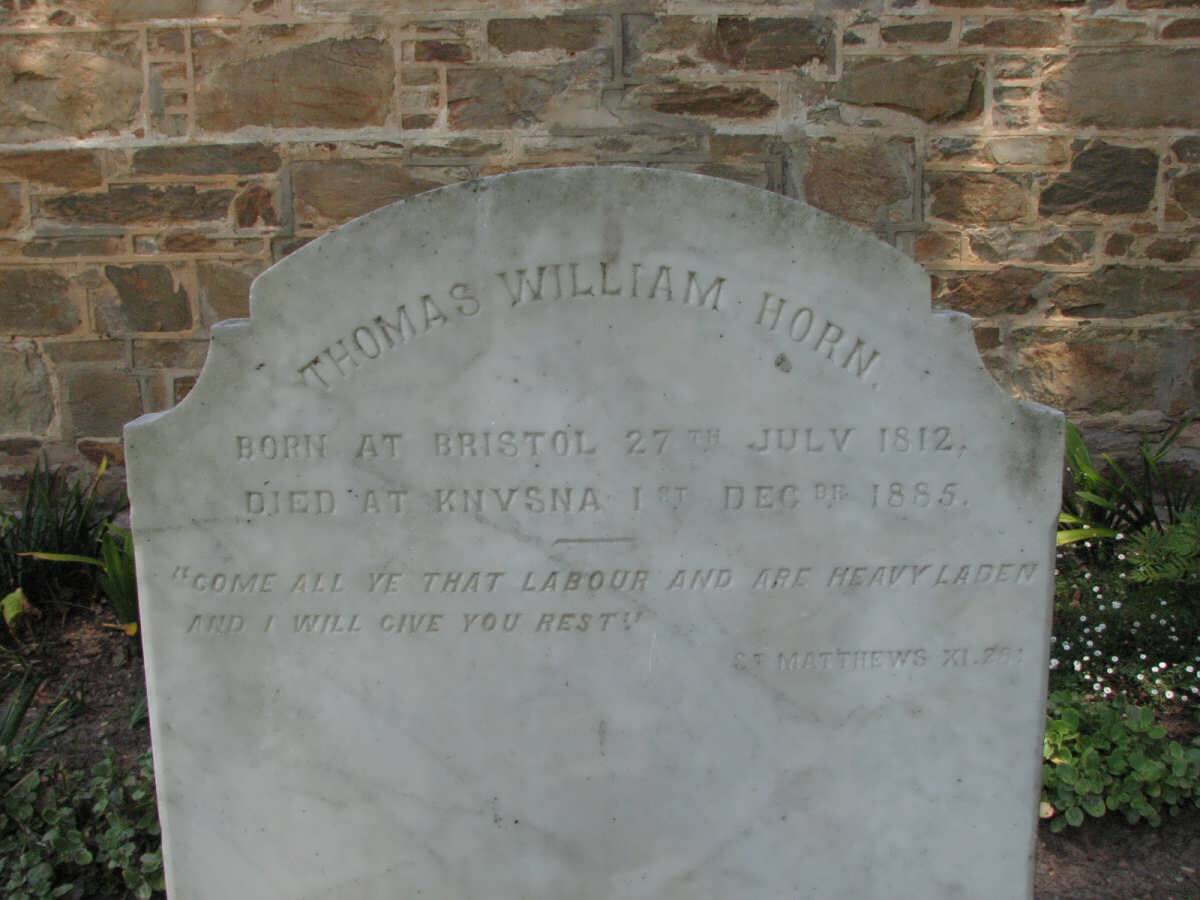 THOMAS WILLIAM HORN.
BORN AT BRISTOL 27TH JULY 1812,
DIED AT KNYSNA 1ST DECBR 1885.
"COME ALL YE THAT LABOUR AND ARE HEAVY LADEN
AND I WILL GIVE YOU REST".
ST MATTHEWS XI.28.